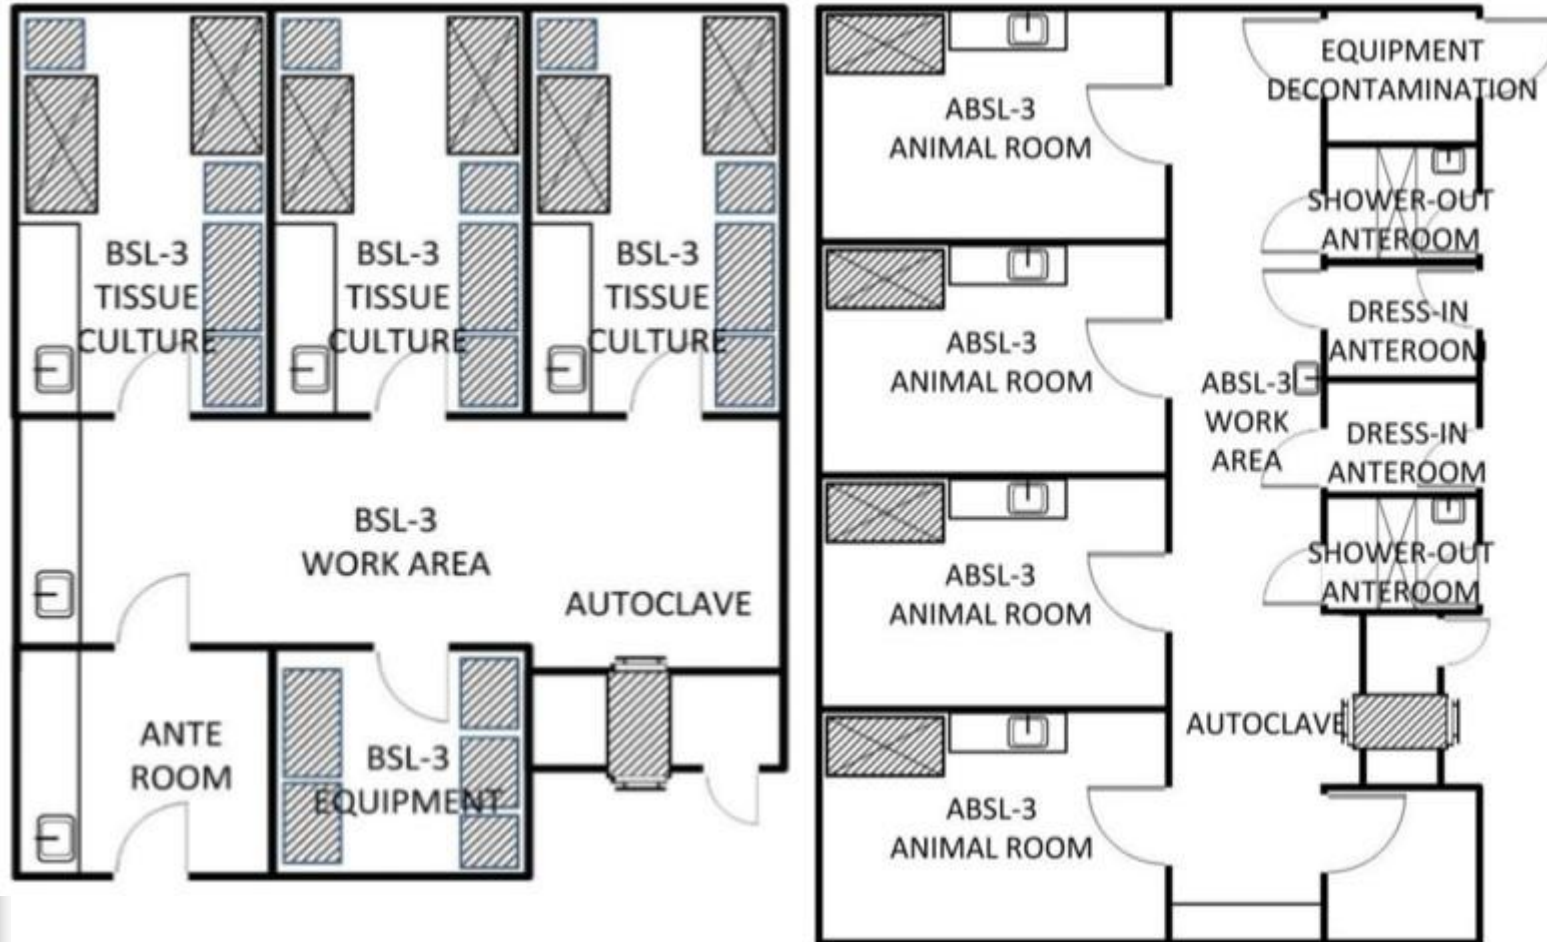 BSL-3
TISSUE
CULTURE
BSL-3
TISSUE
CULTURE
BSL-3
TISSUE
CULTURE
BSL-3
WORK AREA
AUTOCLAVE
ANTE
ROOM
BSL-3
EQUIPMENT
ABSL-3
ANIMAL ROOM
ABSL-3
ANIMAL ROOM
ABSL-3
ANIMAL ROOM
ABSL-3
ANIMAL ROOM
EQUIPMENT
DECONTAMINATION
SHOWER-OUT
ANTEROOM
DRESS-IN
ANTEROOM
ABSL-3
WORK
AREA
DRESS-IN
ANTEROOM
SHOWER-OUT
ANTEROOM
AUTOCLAVE